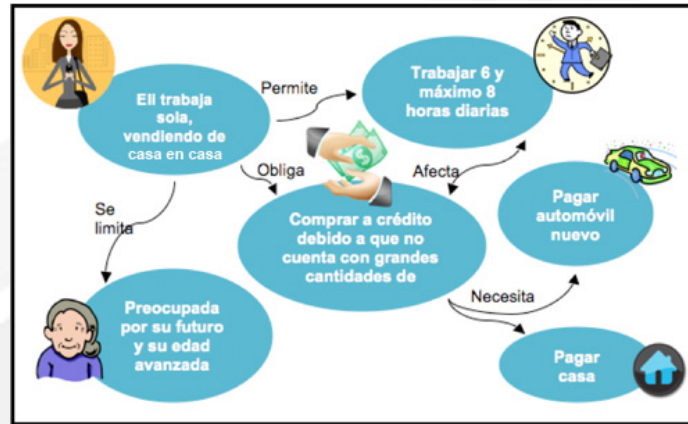 Eli trabaja
sola,
vendiendo de
casa en casa
Permite
Trabajar 6 y
máximo 8
horas diarias
Obliga
Afecta
Se
limita
Comprar a crédito
debido a que no
cuenta con grandes
cantidades de
Pagar
automóvil
nuevo
Necesita
Preocupada
por su futuro
y su edad
avanzada
Pagar
casa